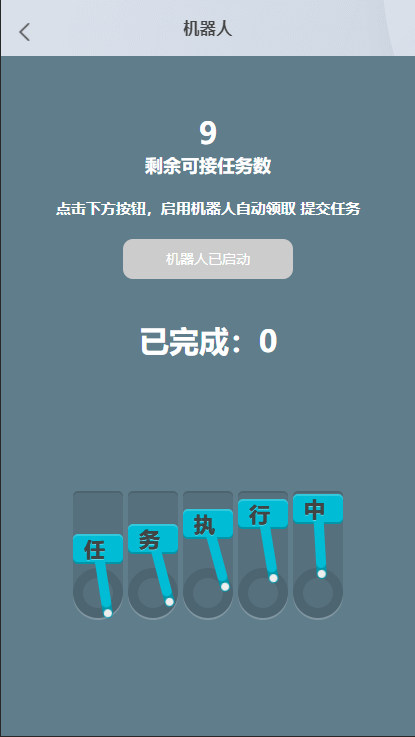 机器人
9
剩余可接任务数
点击下方按钮，启用机器人自动领取 提交任务
机器人已启动
已完成：0
任务执行中